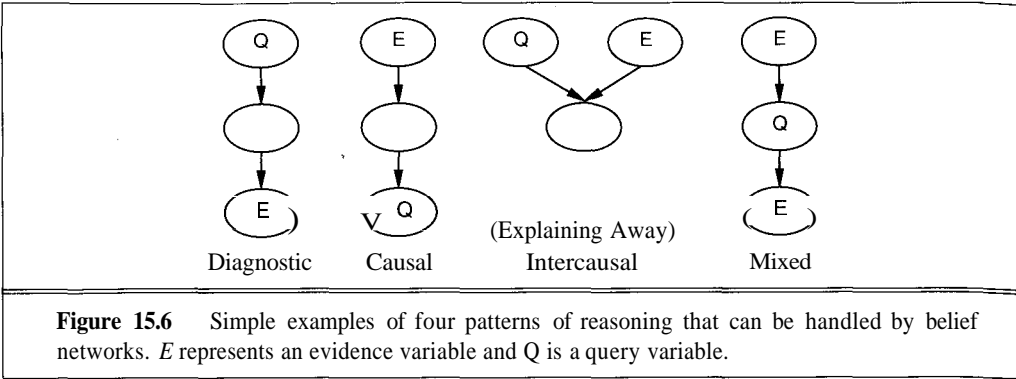 Q E Q E E
Q
E ) V Q ( E )
(Explaining Away)
Diagnostic Causal Intercausal Mixed
Figure 15.6 Simple examples of four patterns of reasoning that can be handled by belief
networks. E represents an evidence variable and Q is a query variable.